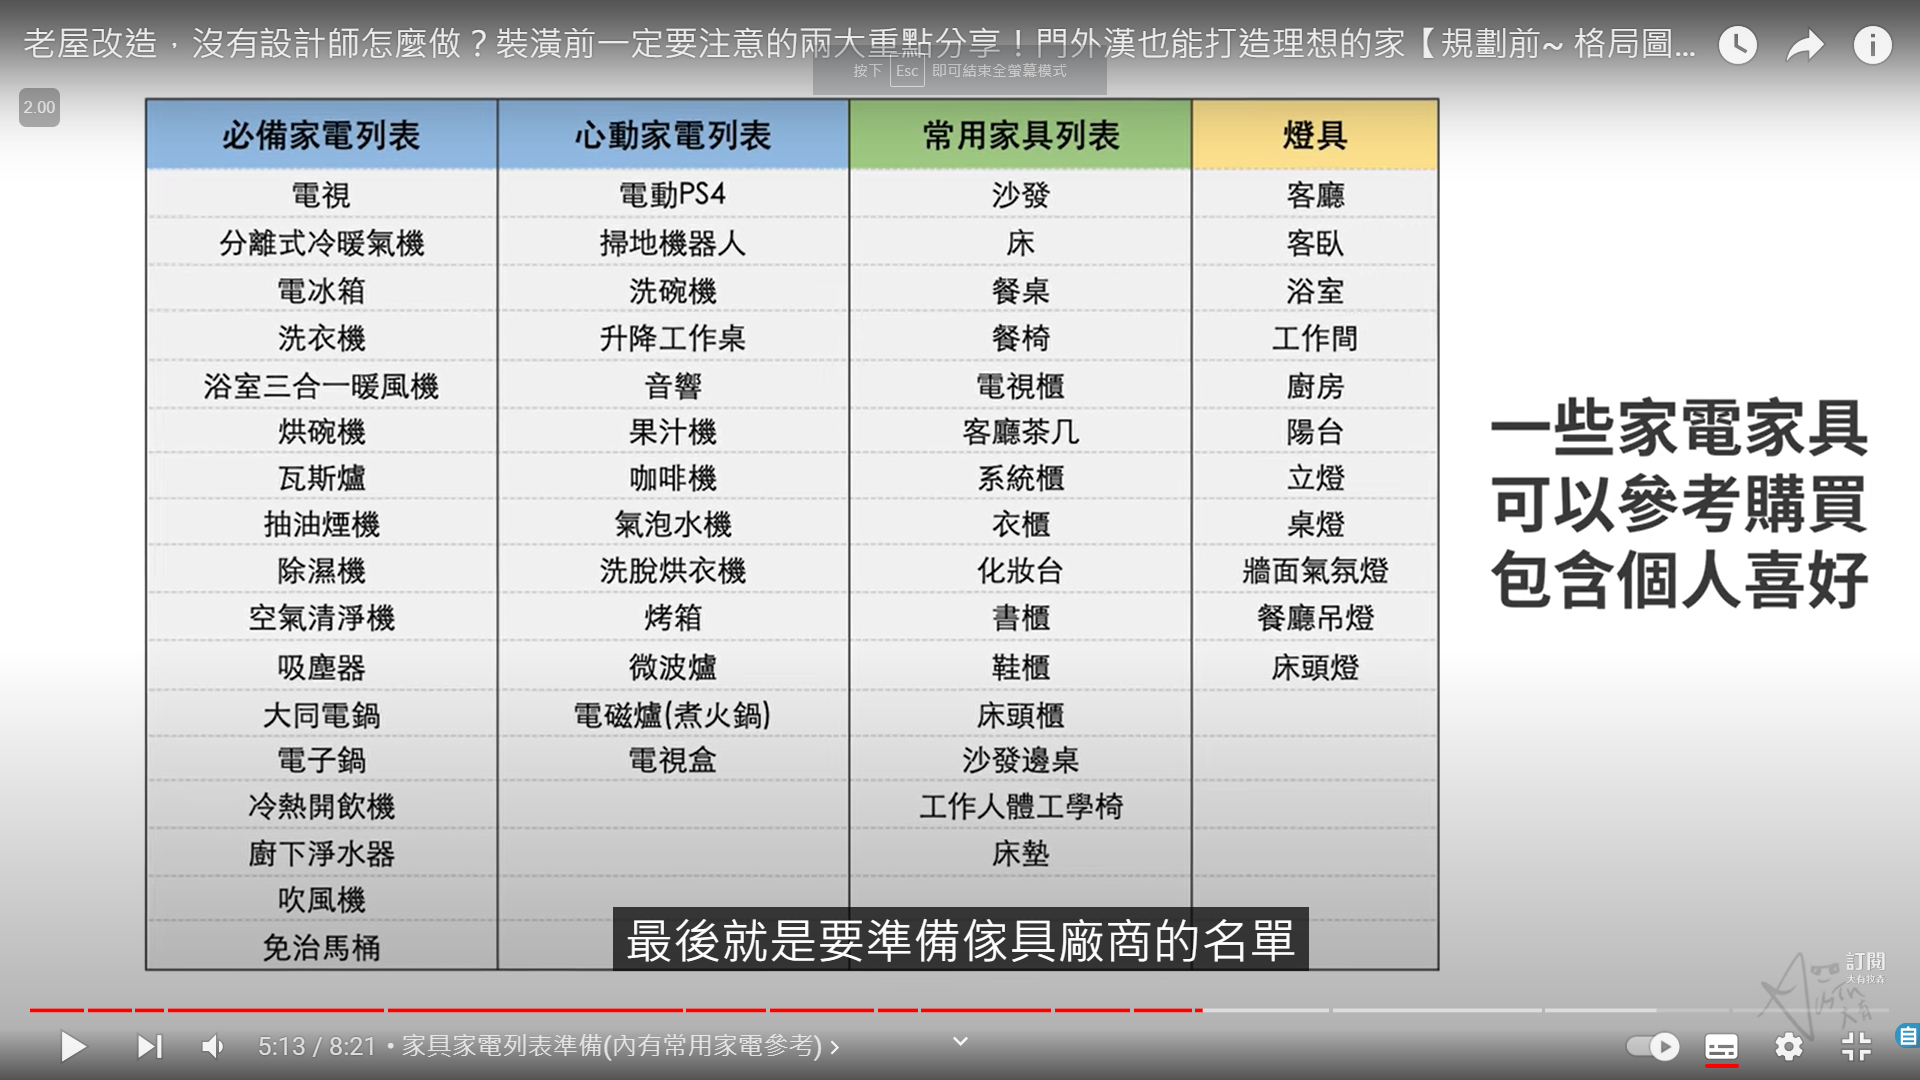 老屋改造，沒有設計師怎麼做？裝潢前一定要注意的兩大重點分享！門外漢也能打造理想的家【規劃前~ 格局圖...
按下 Esc 即可結束全螢幕模式
2.00
必備家電列表 心動家電列表 常用家具列表 燈具
電視 電動PS4 沙發 客廳
分離式冷暖氣機 掃地機器人 床 客臥
電冰箱 洗碗機 餐桌 浴室
洗衣機 升降工作桌 餐椅 工作間
浴室三合一暖風機 音響 電視櫃 廚房
烘碗機 果汁機 客廳茶几 陽台
瓦斯爐 咖啡機 系統櫃 立燈
抽油煙機 氣泡水機 衣櫃 桌燈
除濕機 洗脫烘衣機 化妝台 牆面氣氛燈
空氣清淨機 烤箱 書櫃 餐廳吊燈
吸塵器 微波爐 鞋櫃 床頭燈
大同電鍋 電磁爐(煮火鍋) 床頭櫃
電子鍋 電視盒 沙發邊桌
冷熱開飲機 工作人體工學椅
廚下淨水器 床墊
吹風機
免治馬桶
一些家電家具
可以參考購買
包含個人喜好
最後就是要準備傢具廠商的名單
訂閱
5:13 / 8:21 • 家具家電列表準備(內有常用家電參考)